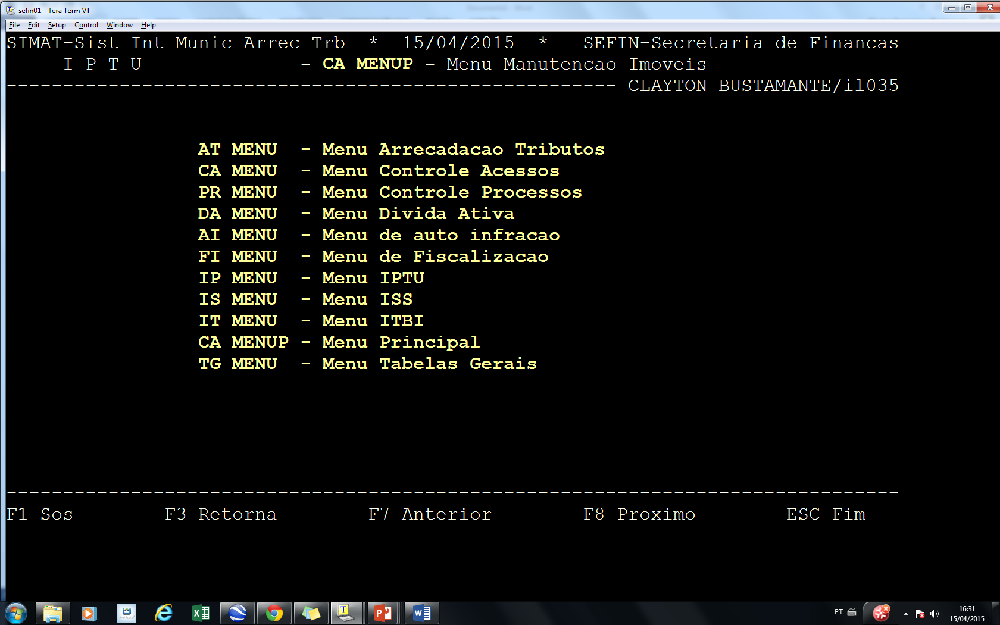 sefin01 - Tera Term VT
File Edit Setup Control Window Help
SIMAT-Sist Int Munic Arrec Trb * 15/04/2015 * SEFIN-Secretaria de Financas
I P T U - CA MENUP - Menu Manutencao Imoveis
------------------------------------------------------ CLAYTON BUSTAMANTE/il035
AT MENU - Menu Arrecadacao Tributos
CA MENU - Menu Controle Acessos
PR MENU - Menu Controle Processos
DA MENU - Menu Divida Ativa
AI MENU - Menu de auto infracao
FI MENU - Menu de Fiscalizacao
IP MENU - Menu IPTU
IS MENU - Menu ISS
IT MENU - Menu ITBI
CA MENUP - Menu Principal
TG MENU - Menu Tabelas Gerais
-------------------------------------------------------------------------------
F1 Sos F3 Retorna F7 Anterior F8 Proximo ESC Fim
PT
16:31
15/04/2015